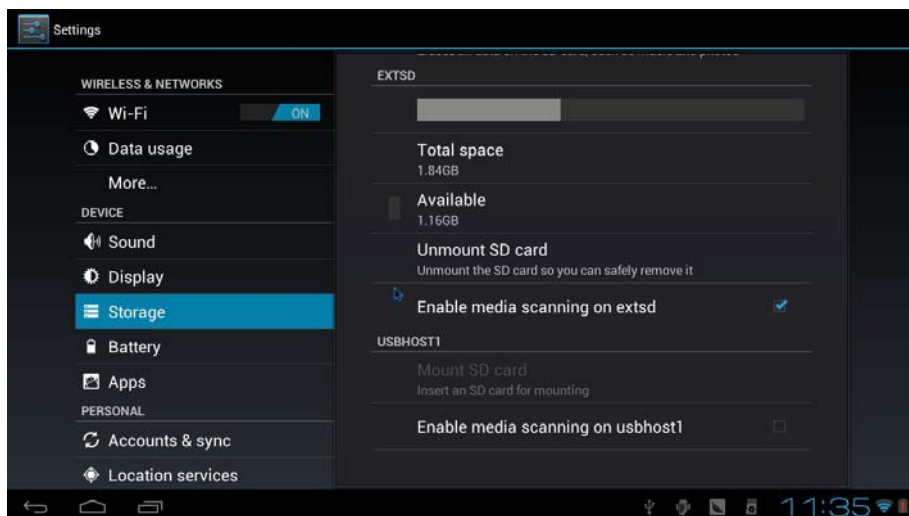 Settings
WIRELESS & NETWORKS
Wi-Fi
ON
Data usage
More...
DEVICE
Sound
Display
Storage
Battery
Apps
PERSONAL
Accounts & sync
Location services
EXTSD
Total space
1.84GB
Available
1.16GB
Unmount SD card
Unmount the SD card so you can safely remove it
Enable media scanning on extsd
USBHOST1
Mount SD card
Insert an SD card for mounting
Enable media scanning on usbhost1
11:35